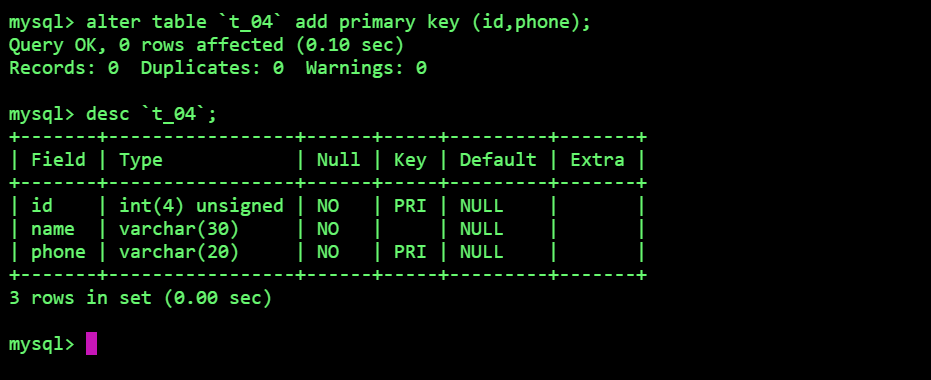 mysql> alter table `t_04` add primary key (id,phone);
Query OK, 0 rows affected (0.10 sec)
Records: 0  Duplicates: 0  Warnings: 0

mysql> desc `t_04`;
+-------+-----------------+------+-----+---------+-------+
| Field | Type            | Null | Key | Default | Extra |
+-------+-----------------+------+-----+---------+-------+
| id    | int(4) unsigned | NO   | PRI | NULL    |       |
| name  | varchar(30)     | NO   |     | NULL    |       |
| phone | varchar(20)     | NO   | PRI | NULL    |       |
+-------+-----------------+------+-----+---------+-------+
3 rows in set (0.00 sec)

mysql>